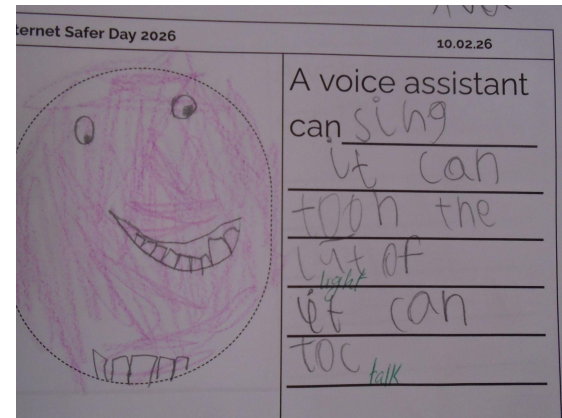 ternet Safer Day 2026
10.02.26
A voice assistant
can sing
it can
toon the
lyt of
light
it can
toc
talk